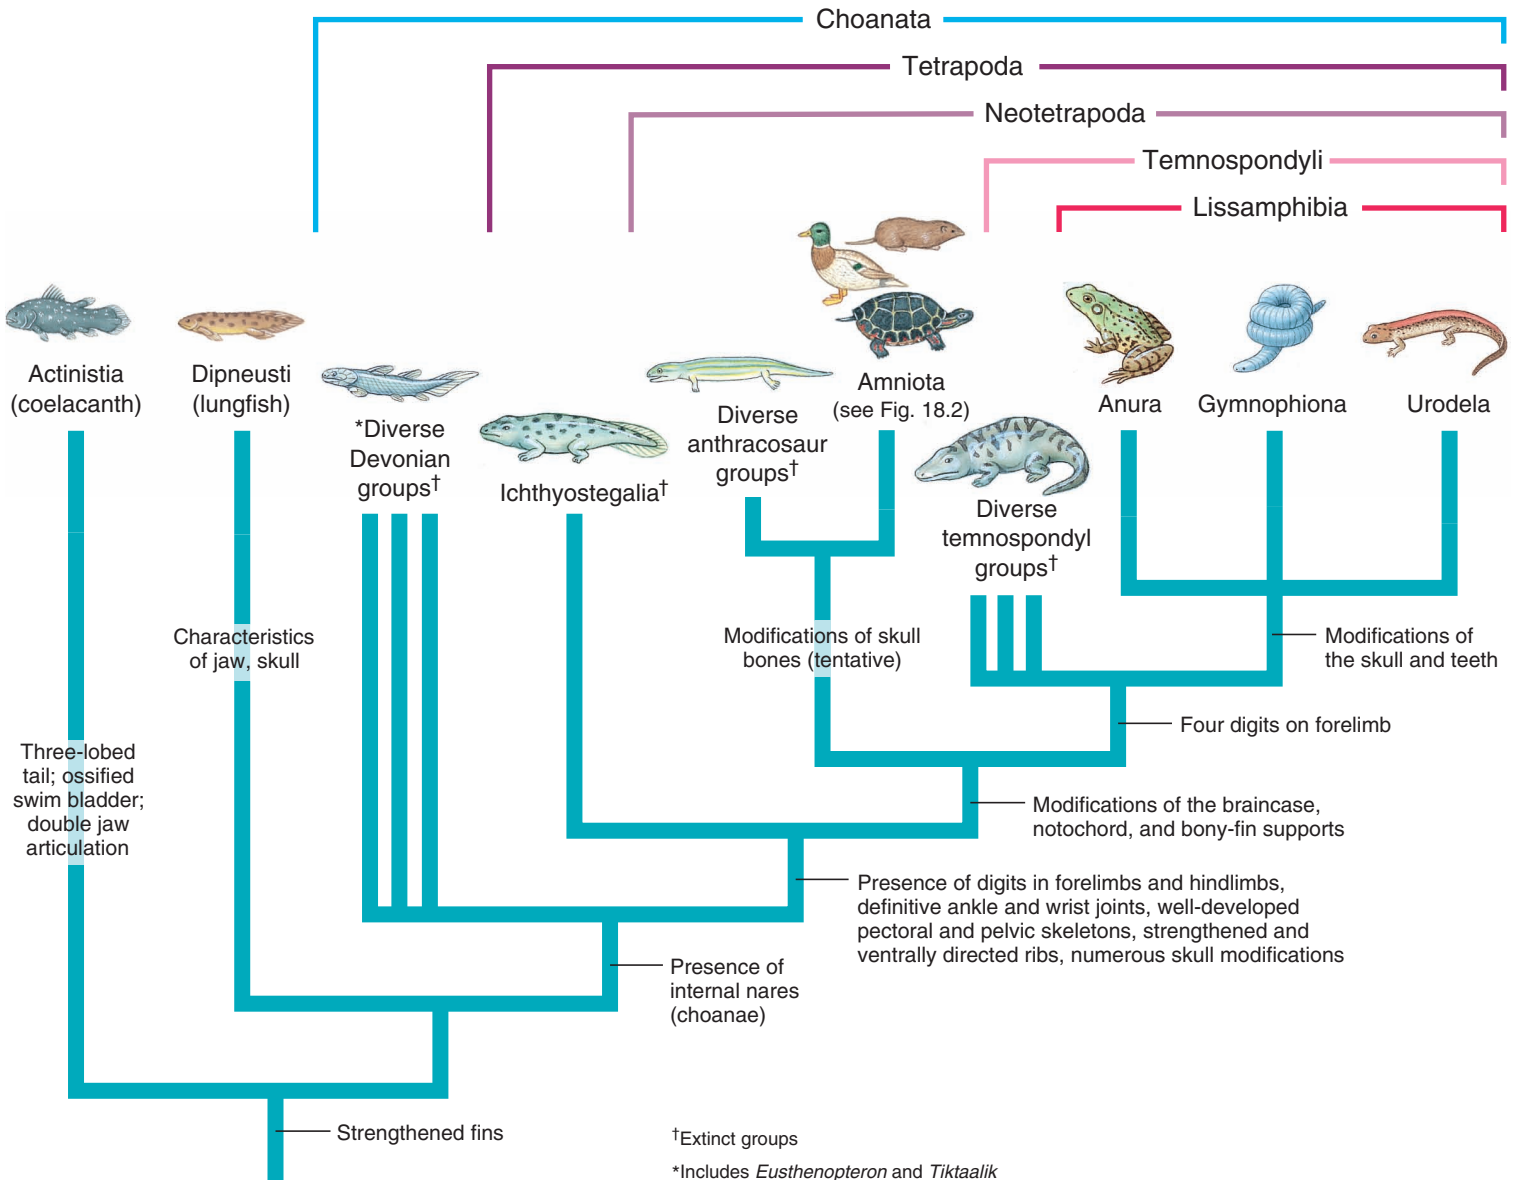 Choanata
Tetrapoda
Neotetrapoda
Temnospondyli
Lissamphibia
Actinistia
(coelacanth)
Dipneusti
(lungfish)
*Diverse
Devonian
groups†
Ichthyostegalia†
Diverse
anthracosaur
groups†
Amniota
(see Fig. 18.2)
Diverse
temnospondyl
groups†
Anura
Gymnophiona
Urodela
Characteristics
of jaw, skull
Modifications of skull
bones (tentative)
Modifications of
the skull and teeth
Four digits on forelimb
Three-lobed
tail; ossified
swim bladder;
double jaw
articulation
Modifications of the braincase,
notochord, and bony-fin supports
Presence of digits in forelimbs and hindlimbs,
definitive ankle and wrist joints, well-developed
pectoral and pelvic skeletons, strengthened and
ventrally directed ribs, numerous skull modifications
Presence of
internal nares
(choanae)
Strengthened fins
†Extinct groups
*Includes Eusthenopteron and Tiktaalik